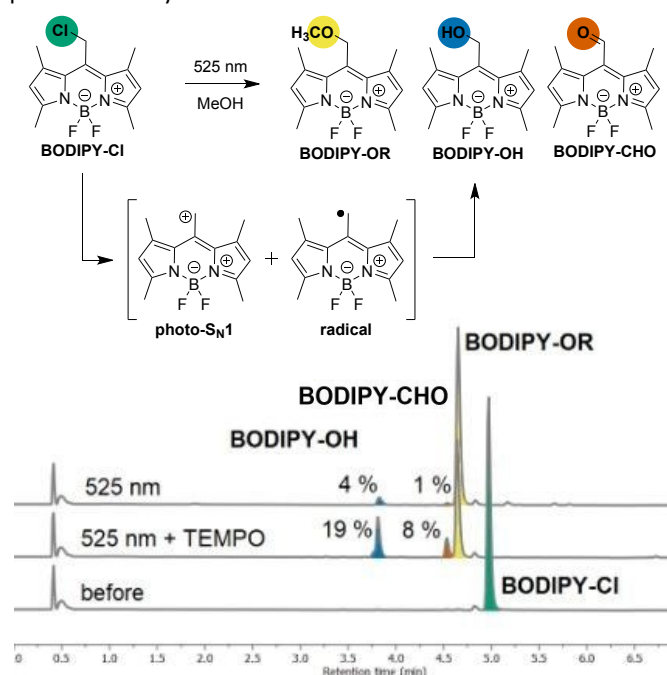 Cl
525 nm
MeOH
H₃CO
HO
O
N
B
N
F F
BODIPY-Cl
N
B
N
F F
BODIPY-OR
N
B
N
F F
BODIPY-OH
N
B
N
F F
BODIPY-CHO
⊕
N
B
N
F F
photo-Sₙ1
+
•
N
B
N
F F
radical
BODIPY-OR
BODIPY-CHO
BODIPY-OH
525 nm
4 %
1 %
525 nm + TEMPO
19 %
8 %
before
BODIPY-Cl
0 0.5 1.0 1.5 2.0 2.5 3.0 3.5 4.0 4.5 5.0 5.5 6.0 6.5
Retention time [min]